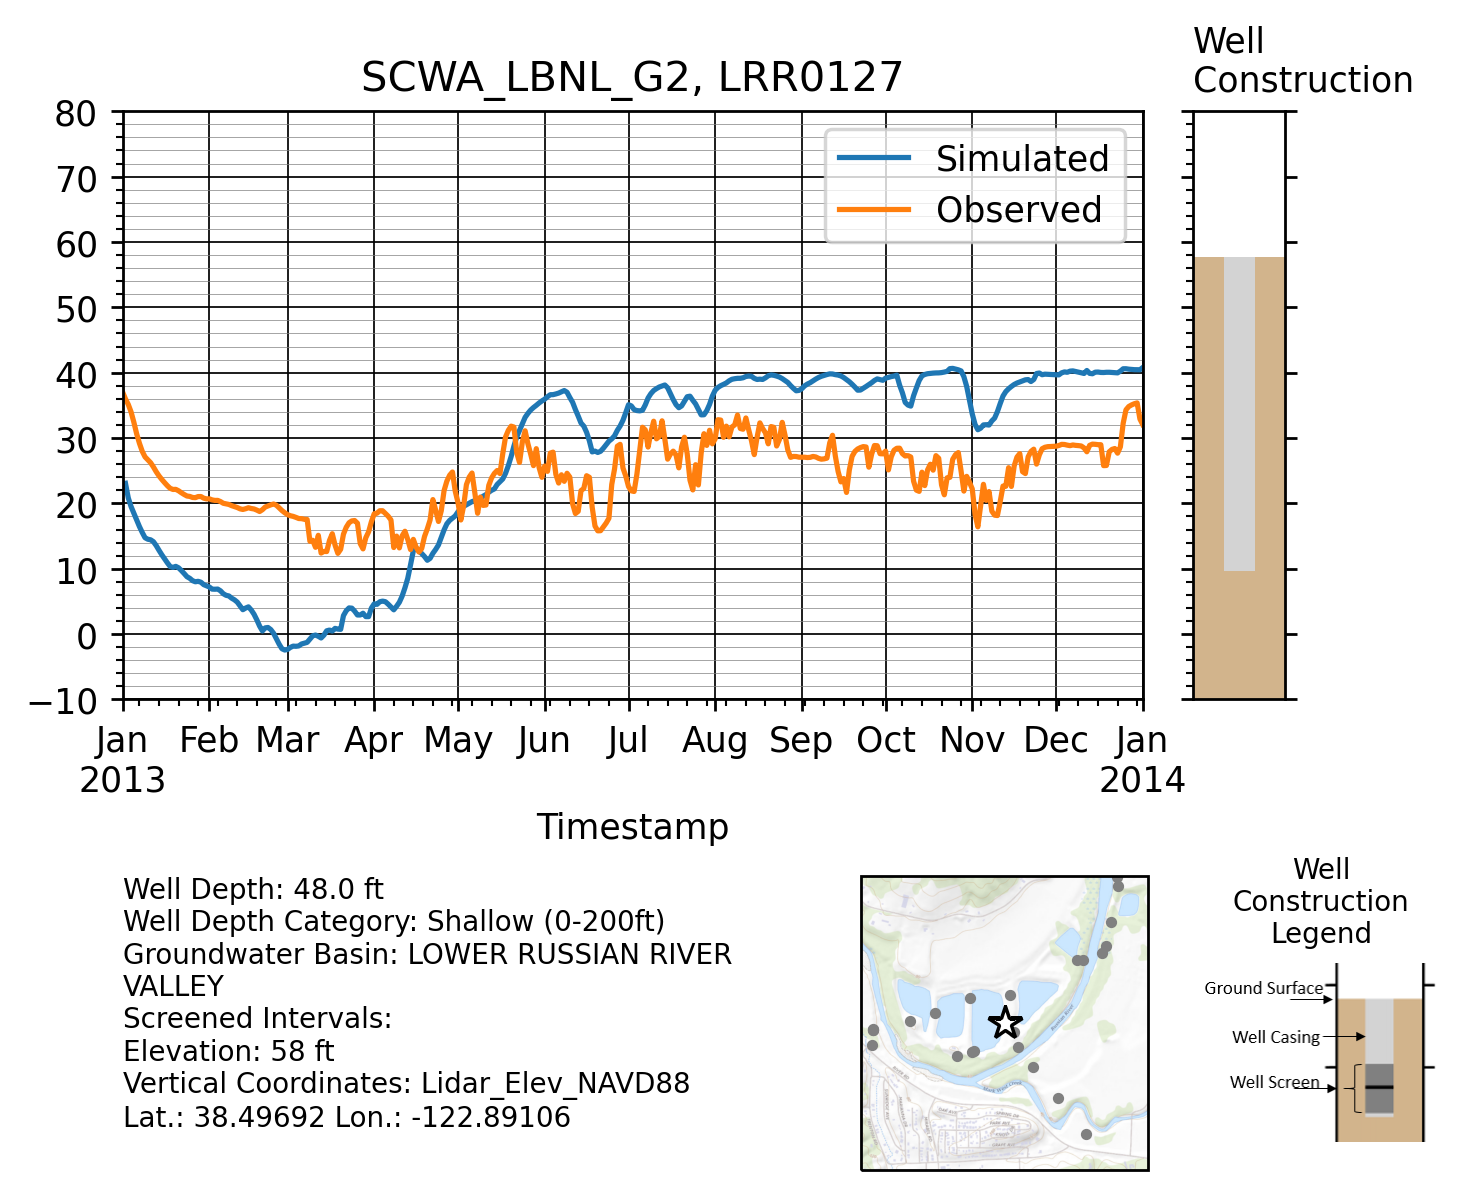 Well
Construction
SCWA_LBNL_G2, LRR0127
80
70
60
50
40
30
20
10
0
−10
Simulated
Observed
Jan Feb Mar Apr May Jun Jul Aug Sep Oct Nov Dec Jan
2013 2014
Timestamp
Well Depth: 48.0 ft
Well Depth Category: Shallow (0-200ft)
Groundwater Basin: LOWER RUSSIAN RIVER
VALLEY
Screened Intervals:
Elevation: 58 ft
Vertical Coordinates: Lidar_Elev_NAVD88
Lat.: 38.49692 Lon.: -122.89106
Well
Construction
Legend
Ground Surface
Well Casing
Well Screen